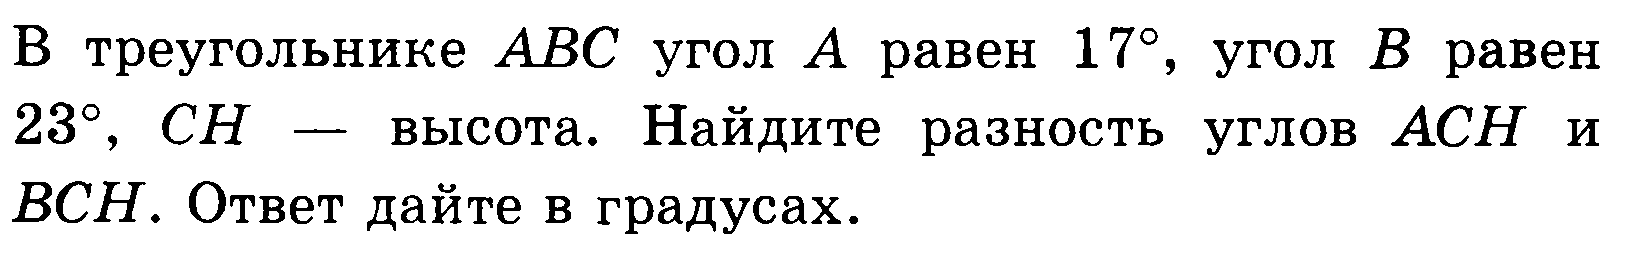 В треугольнике ABC угол A равен 17°, угол B равен
23°, CH — высота. Найдите разность углов ACH и
BCH. Ответ дайте в градусах.